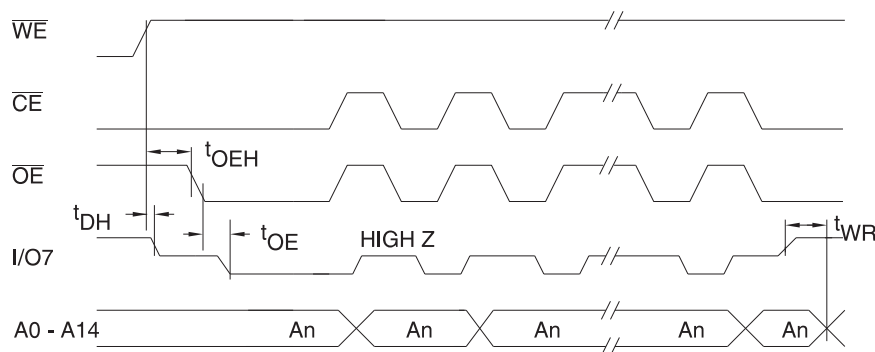 WE
CE
tOEH
OE
tDH
tOE
HIGH Z
tWR
I/O7
A0 - A14 An An An An An